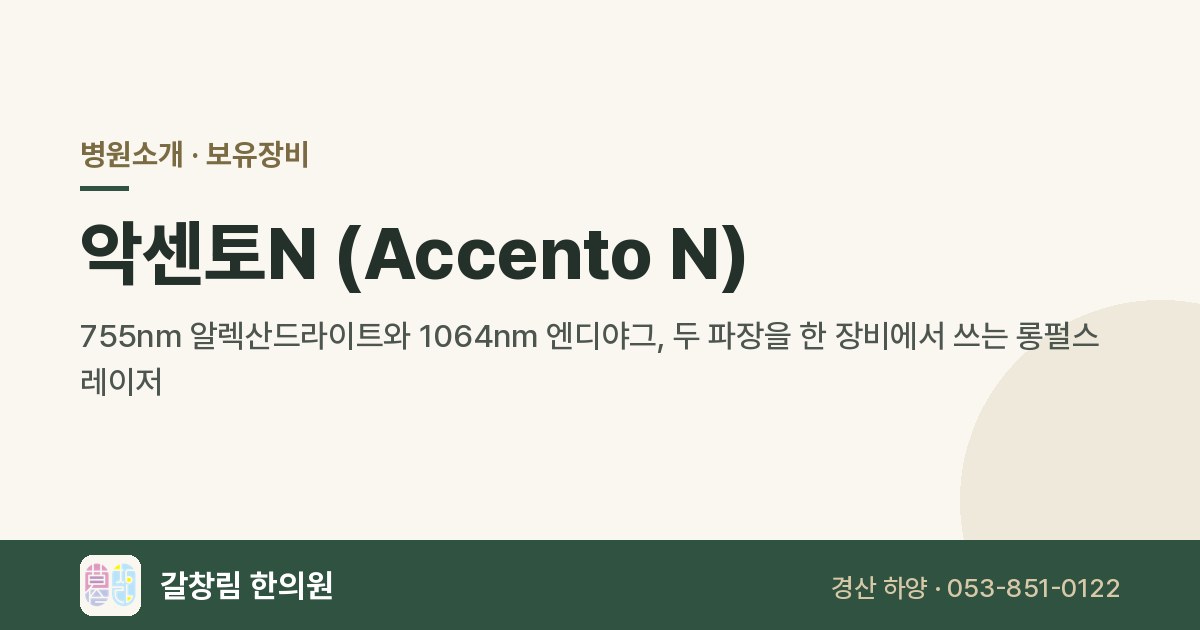 병원소개 · 보유장비
악센토N (Accento N)
755nm 알렉산드라이트와 1064nm 엔디야그, 두 파장을 한 장비에서 쓰는 롱펄스
레이저
갈창림 한의원
경산 하양 · 053-851-0122